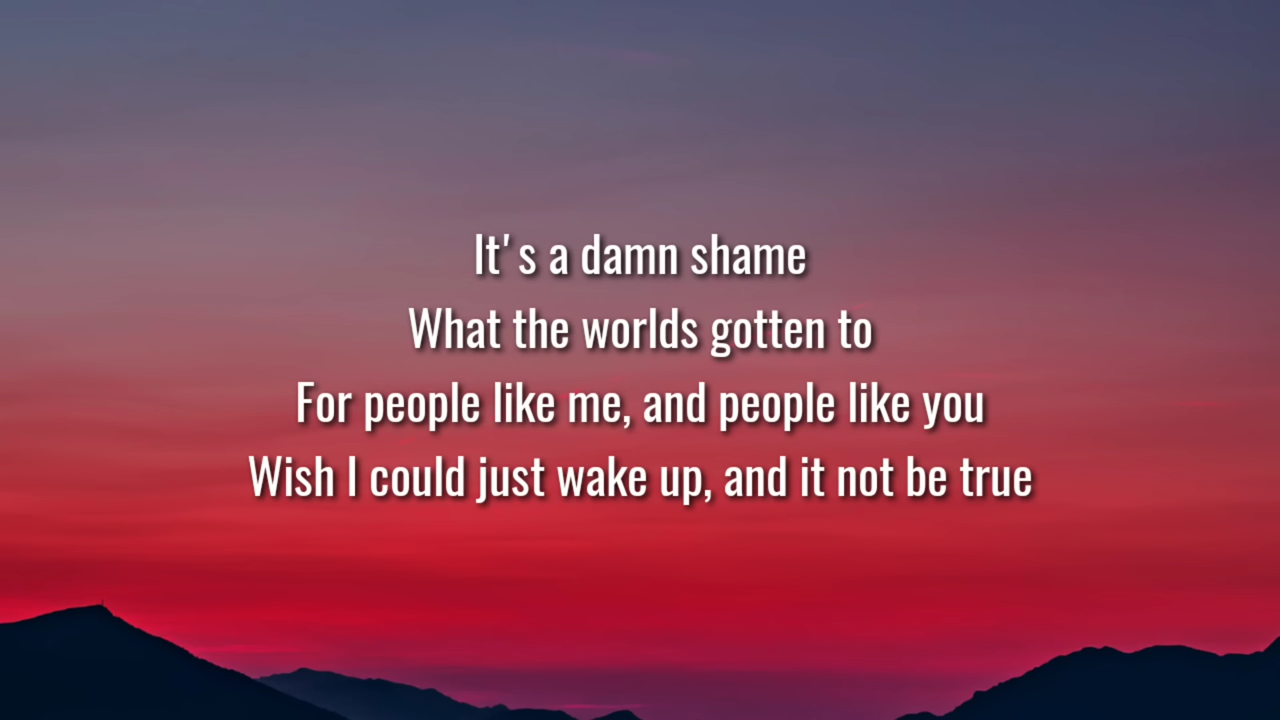 It's a damn shame
What the worlds gotten to
For people like me, and people like you
Wish I could just wake up, and it not be true